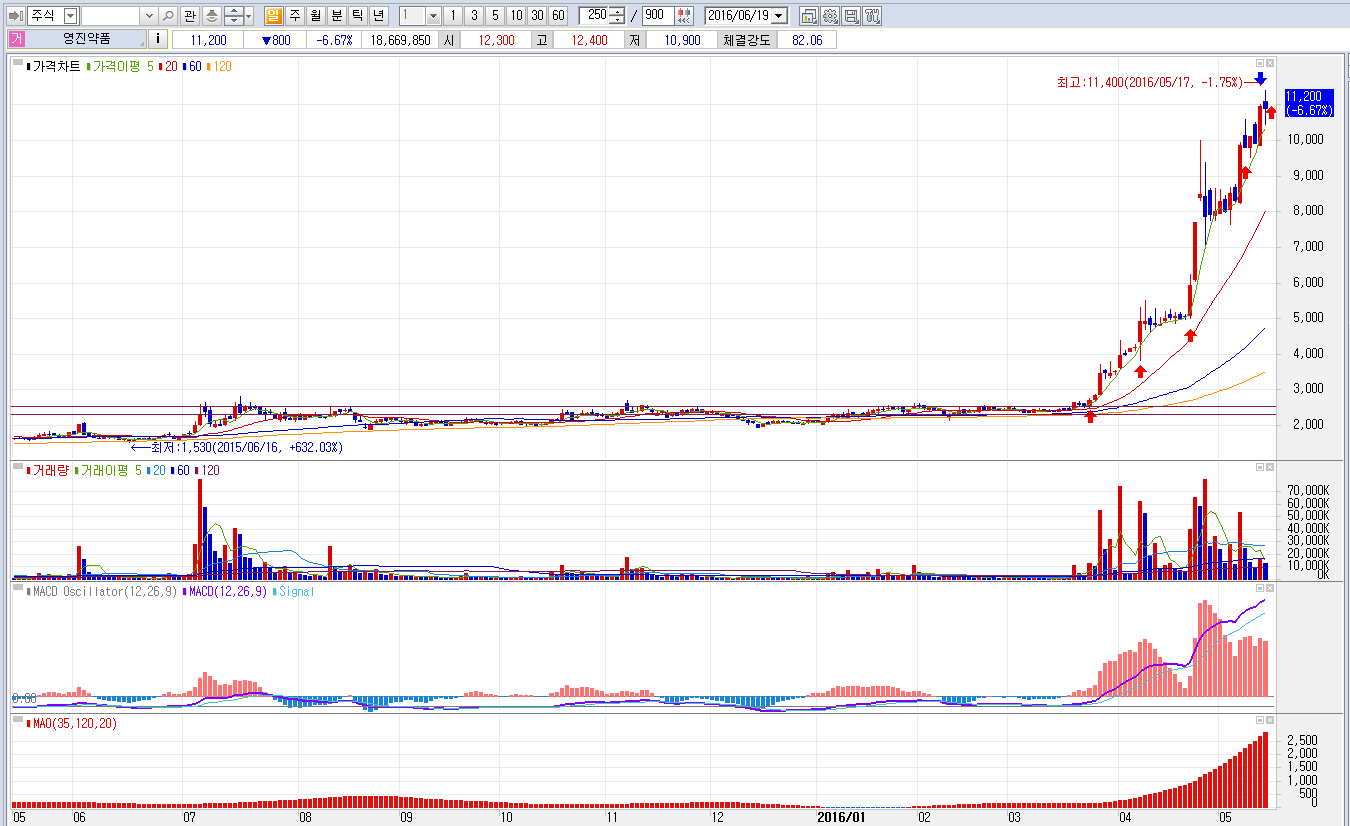 주식 관 일 주 월 분 틱 년 1 1 3 5 10 30 60 250 / 900 2016/06/19
거 영진약품 i 11,200 ▼800 -6.67% 18,669,850 시 12,300 고 12,400 저 10,900 체결강도 82.06
가격차트 가격이평 5 20 60 120
최고:11,400(2016/05/17, -1.75%)
11,200
(-6.67%)
10,000
9,000
8,000
7,000
6,000
5,000
4,000
3,000
2,000
최저:1,530(2015/06/16, +632.03%)
거래량 거래이평 5 20 60 120
70,000K
60,000K
50,000K
40,000K
30,000K
20,000K
10,000K
0K
MACD Oscillator(12,26,9) MACD(12,26,9) Signal
0.00
MAO(35,120,20)
2,500
2,000
1,500
1,000
500
0
05 06 07 08 09 10 11 12 2016/01 02 03 04 05